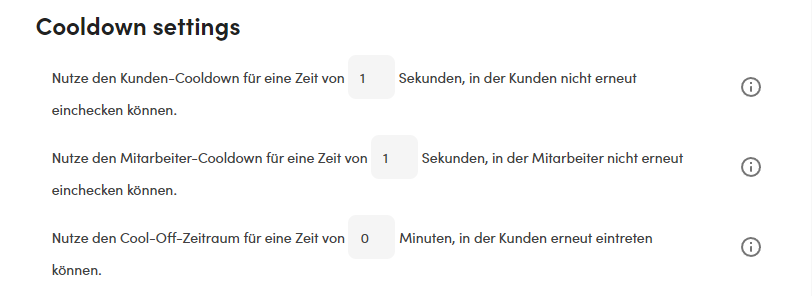 Cooldown settings
Nutze den Kunden-Cooldown für eine Zeit von 1 Sekunden, in der Kunden nicht erneut
einchecken können.
Nutze den Mitarbeiter-Cooldown für eine Zeit von 1 Sekunden, in der Mitarbeiter nicht erneut
einchecken können.
Nutze den Cool-Off-Zeitraum für eine Zeit von 0 Minuten, in der Kunden erneut eintreten
können.